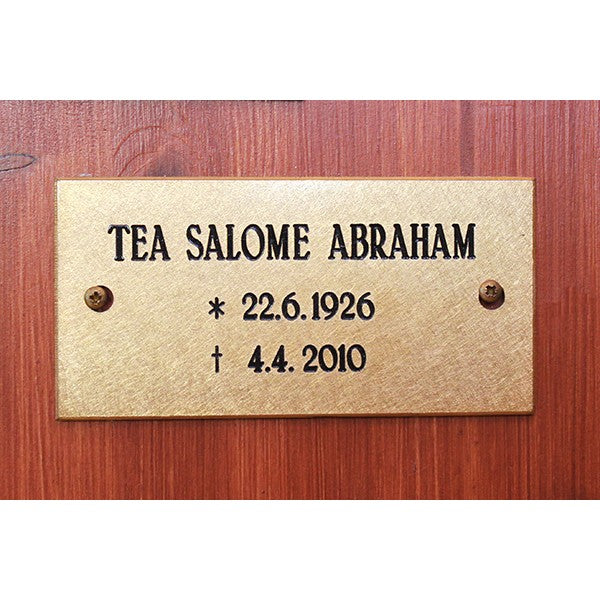 TEA SALOME ABRAHAM
* 22.6.1926
† 4.4.2010